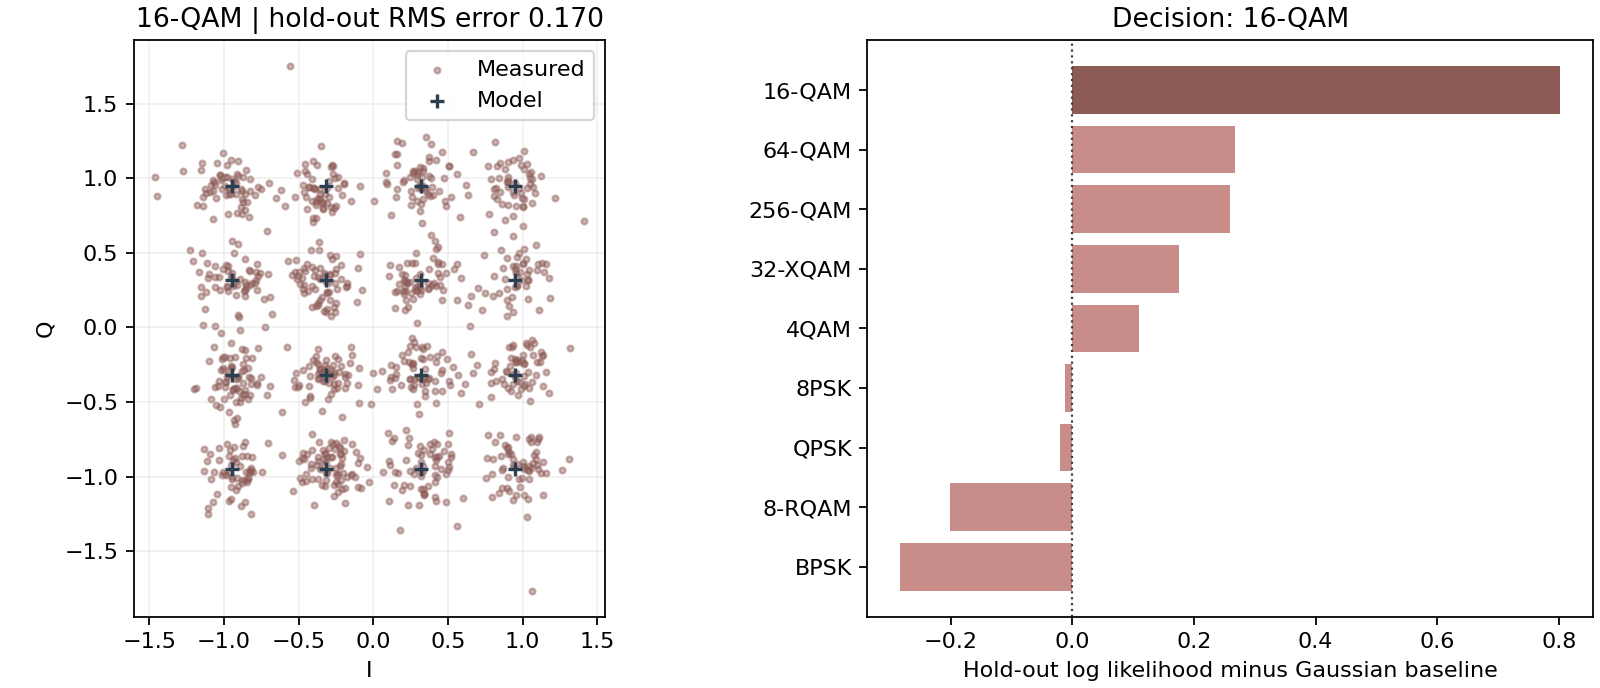 16-QAM | hold-out RMS error 0.170
Measured
Model
1.5
1.0
0.5
0.0
−0.5
−1.0
−1.5
Q
−1.5 −1.0 −0.5 0.0 0.5 1.0 1.5
I
Decision: 16-QAM
16-QAM
64-QAM
256-QAM
32-XQAM
4QAM
8PSK
QPSK
8-RQAM
BPSK
−0.2 0.0 0.2 0.4 0.6 0.8
Hold-out log likelihood minus Gaussian baseline